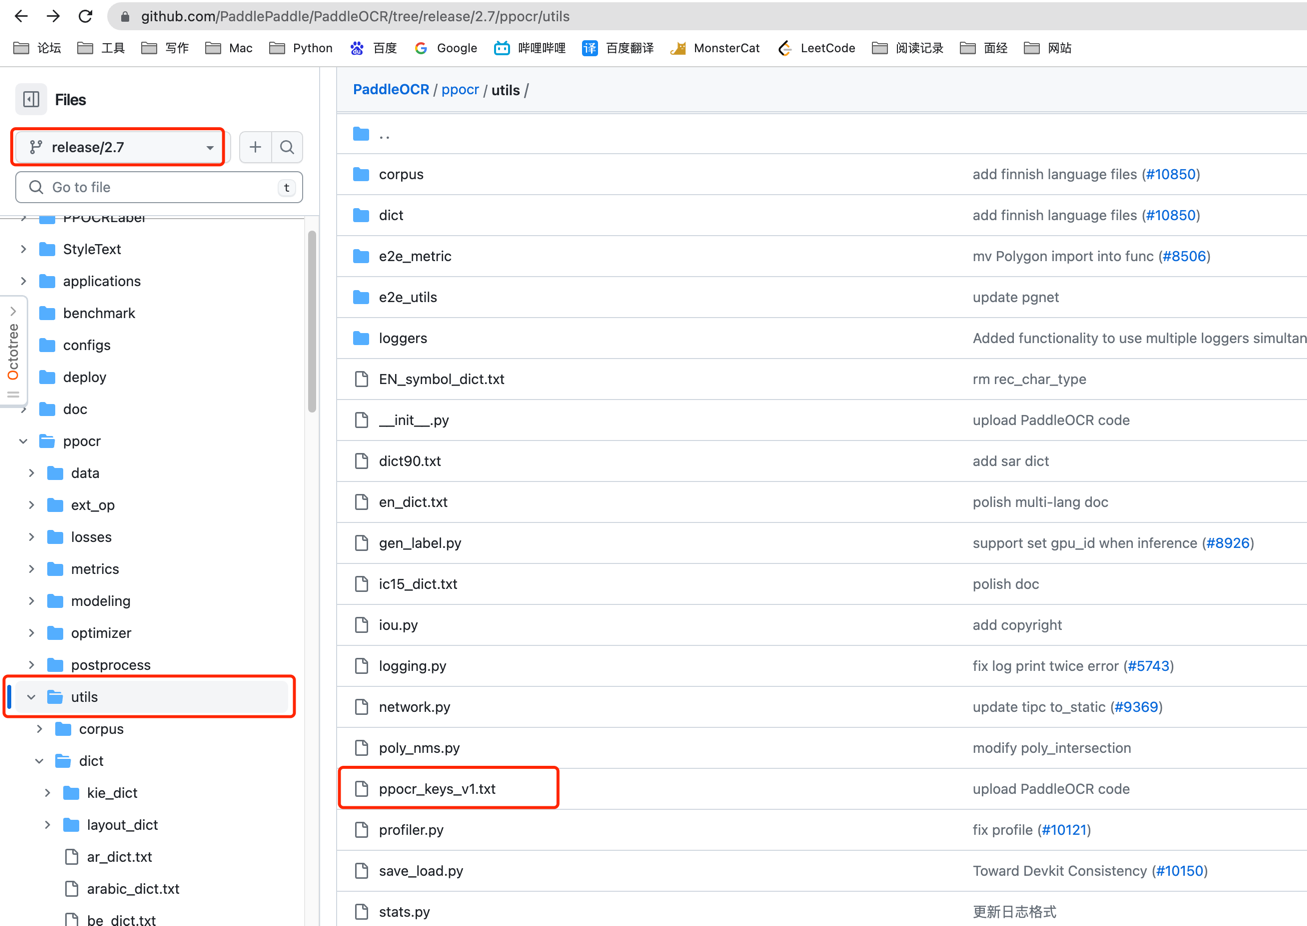 github.com/PaddlePaddle/PaddleOCR/tree/release/2.7/ppocr/utils
论坛 工具 写作 Mac Python 百度 Google 哔哩哔哩 译 百度翻译 MonsterCat LeetCode 阅读记录 面经 网站
Files
release/2.7
Go to file t
PPOCRLabel
StyleText
applications
benchmark
configs
deploy
doc
ppocr
data
ext_op
losses
metrics
modeling
optimizer
postprocess
utils
corpus
dict
kie_dict
layout_dict
ar_dict.txt
arabic_dict.txt
be_dict.txt
Octotree
PaddleOCR / ppocr / utils /
..
corpus add finnish language files (#10850)
dict add finnish language files (#10850)
e2e_metric mv Polygon import into func (#8506)
e2e_utils update pgnet
loggers Added functionality to use multiple loggers simultan
EN_symbol_dict.txt rm rec_char_type
__init__.py upload PaddleOCR code
dict90.txt add sar dict
en_dict.txt polish multi-lang doc
gen_label.py support set gpu_id when inference (#8926)
ic15_dict.txt polish doc
iou.py add copyright
logging.py fix log print twice error (#5743)
network.py update tipc to_static (#9369)
poly_nms.py modify poly_intersection
ppocr_keys_v1.txt upload PaddleOCR code
profiler.py fix profile (#10121)
save_load.py Toward Devkit Consistency (#10150)
stats.py 更新日志格式